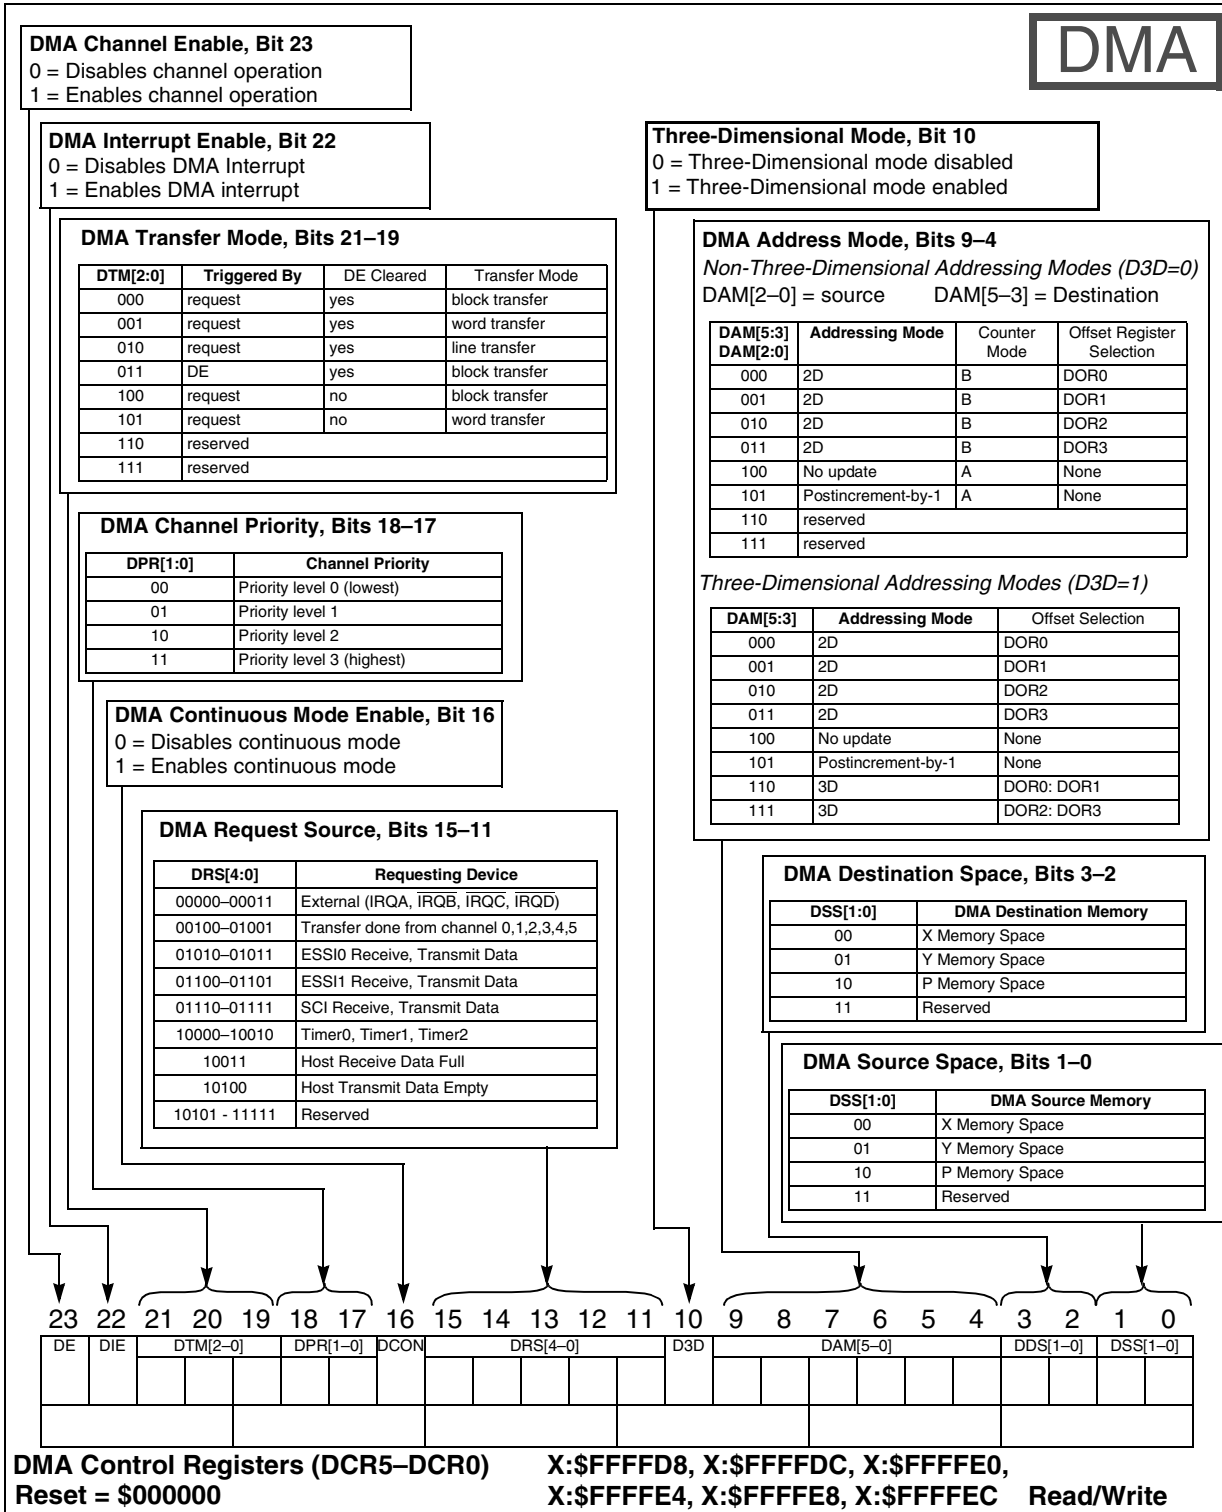 DMA
DMA Channel Enable, Bit 23
0 = Disables channel operation
1 = Enables channel operation
DMA Interrupt Enable, Bit 22
0 = Disables DMA Interrupt
1 = Enables DMA interrupt
DMA Transfer Mode, Bits 21–19
DTM[2:0] Triggered By DE Cleared Transfer Mode
000 request yes block transfer
001 request yes word transfer
010 request yes line transfer
011 DE yes block transfer
100 request no block transfer
101 request no word transfer
110 reserved
111 reserved
DMA Channel Priority, Bits 18–17
DPR[1:0] Channel Priority
00 Priority level 0 (lowest)
01 Priority level 1
10 Priority level 2
11 Priority level 3 (highest)
DMA Continuous Mode Enable, Bit 16
0 = Disables continuous mode
1 = Enables continuous mode
DMA Request Source, Bits 15–11
DRS[4:0] Requesting Device
00000–00011 External (IRQA, IRQB, IRQC, IRQD)
00100–01001 Transfer done from channel 0,1,2,3,4,5
01010–01011 ESSI0 Receive, Transmit Data
01100–01101 ESSI1 Receive, Transmit Data
01110–01111 SCI Receive, Transmit Data
10000–10010 Timer0, Timer1, Timer2
10011 Host Receive Data Full
10100 Host Transmit Data Empty
10101 - 11111 Reserved
Three-Dimensional Mode, Bit 10
0 = Three-Dimensional mode disabled
1 = Three-Dimensional mode enabled
DMA Address Mode, Bits 9–4
Non-Three-Dimensional Addressing Modes (D3D=0)
DAM[2–0] = source DAM[5–3] = Destination
DAM[5:3] DAM[2:0] Addressing Mode Counter Mode Offset Register Selection
000 2D B DOR0
001 2D B DOR1
010 2D B DOR2
011 2D B DOR3
100 No update A None
101 Postincrement-by-1 A None
110 reserved
111 reserved
Three-Dimensional Addressing Modes (D3D=1)
DAM[5:3] Addressing Mode Offset Selection
000 2D DOR0
001 2D DOR1
010 2D DOR2
011 2D DOR3
100 No update None
101 Postincrement-by-1 None
110 3D DOR0: DOR1
111 3D DOR2: DOR3
DMA Destination Space, Bits 3–2
DSS[1:0] DMA Destination Memory
00 X Memory Space
01 Y Memory Space
10 P Memory Space
11 Reserved
DMA Source Space, Bits 1–0
DSS[1:0] DMA Source Memory
00 X Memory Space
01 Y Memory Space
10 P Memory Space
11 Reserved
23 22 21 20 19 18 17 16 15 14 13 12 11 10 9 8 7 6 5 4 3 2 1 0
DE DIE DTM[2–0] DPR[1–0] DCON DRS[4–0] D3D DAM[5–0] DDS[1–0] DSS[1–0]
DMA Control Registers (DCR5–DCR0) X:$FFFFD8, X:$FFFFDC, X:$FFFFE0,
Reset = $000000 X:$FFFFE4, X:$FFFFE8, X:$FFFFEC Read/Write